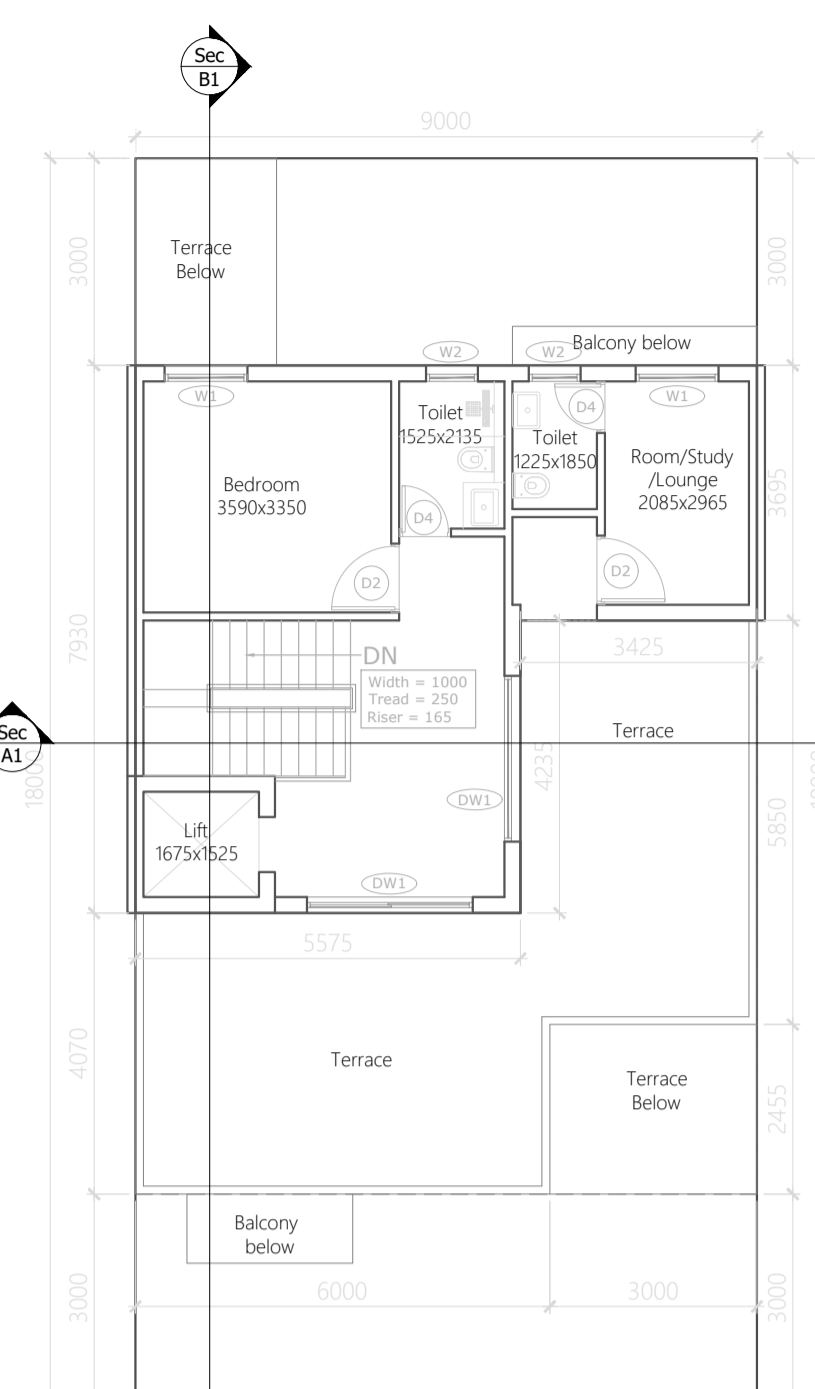 Sec
B1
9000
3000
Terrace
Below
3000
Balcony below
W2
W2
W1
D4
W1
Toilet
1525x2135
Toilet
1225x1850
Room/Study
/Lounge
2085x2965
Bedroom
3590x3350
3695
D4
D2
D2
7930
DN
Width = 1000
Tread = 250
Riser = 165
3425
Terrace
Sec
A1
18000
4235
DW1
5850
Lift
1675x1525
DW1
5575
4070
Terrace
Terrace
Below
2455
Balcony
below
3000
6000
3000
3000